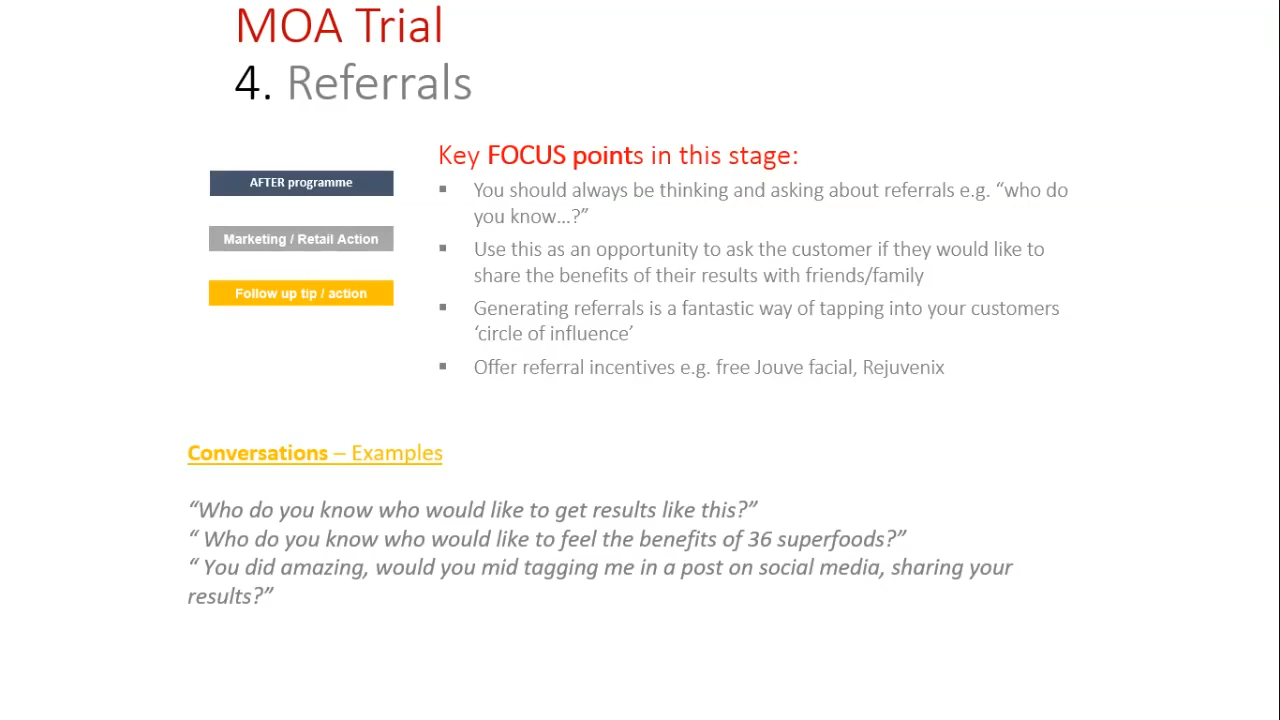 MOA Trial
4. Referrals
AFTER programme
Marketing / Retail Action
Follow up tip / action
Key FOCUS points in this stage:
▪ You should always be thinking and asking about referrals e.g. “who do
you know…?”
▪ Use this as an opportunity to ask the customer if they would like to
share the benefits of their results with friends/family
▪ Generating referrals is a fantastic way of tapping into your customers
‘circle of influence’
▪ Offer referral incentives e.g. free Jouve facial, Rejuvenix
Conversations – Examples
“Who do you know who would like to get results like this?”
“ Who do you know who would like to feel the benefits of 36 superfoods?”
“ You did amazing, would you mid tagging me in a post on social media, sharing your
results?”